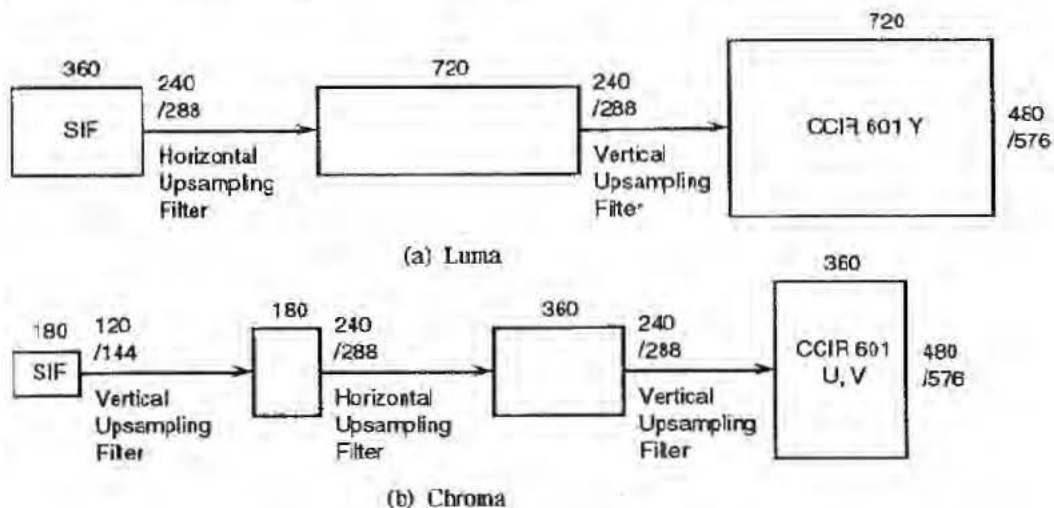 720
360
240
/288
720
240
/288
SIF
CCIR 601 Y
480
/576
Horizontal
Upsampling
Filter
Vertical
Upsampling
Filter
(a) Luma
360
180
120
/144
180
240
/288
360
240
/288
SIF
CCIR 601
U, V
480
/576
Vertical
Upsampling
Filter
Horizontal
Upsampling
Filter
Vertical
Upsampling
Filter
(b) Chroma